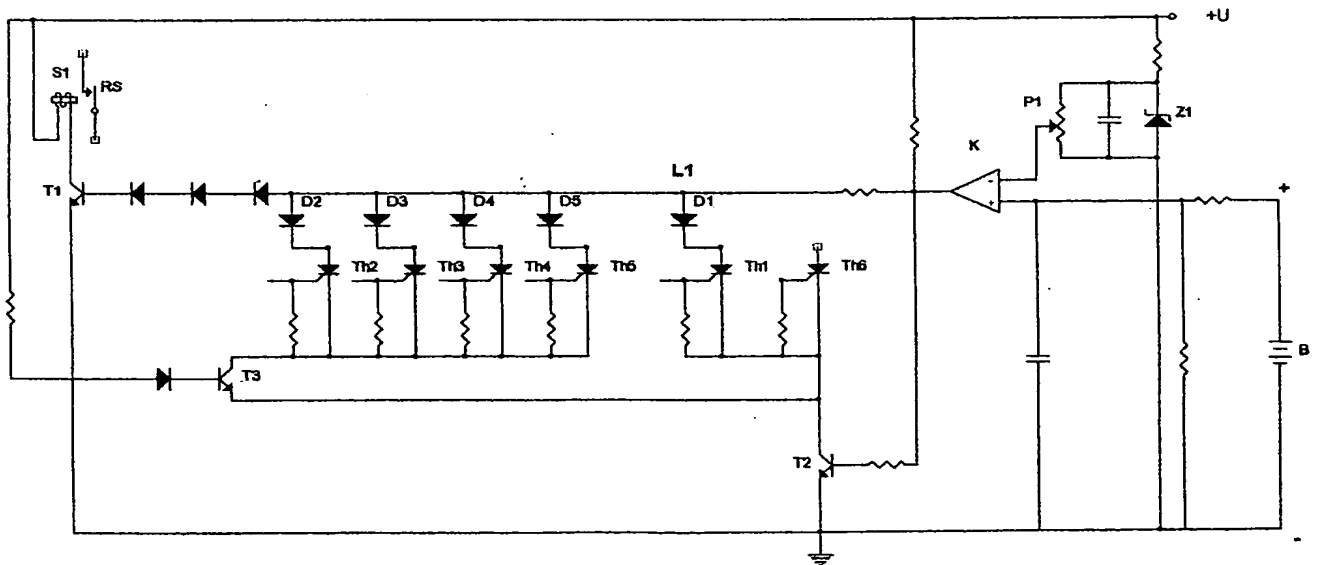 +U
S1
RS
P1
Z1
K
L1
T1
+
D2
D3
D4
D5
D1
Th2
Th3
Th4
Th5
Th1
Th6
B
T3
T2
-
-
+